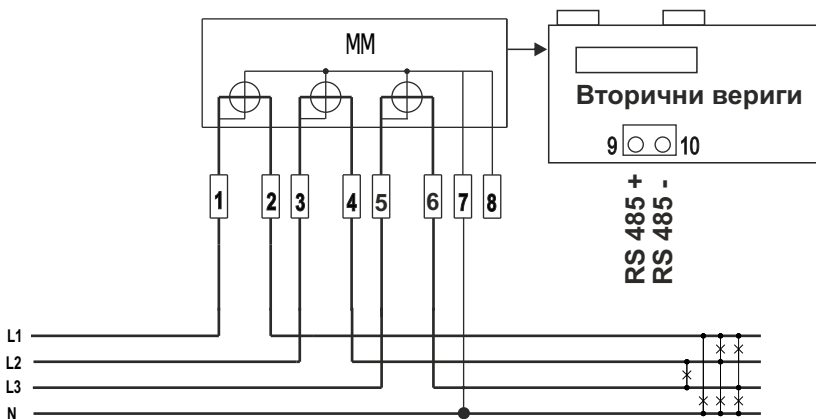 MM
Вторични вериги
9 10
RS 485 +
RS 485 -
1 2 3 4 5 6 7 8
L1
L2
L3
N